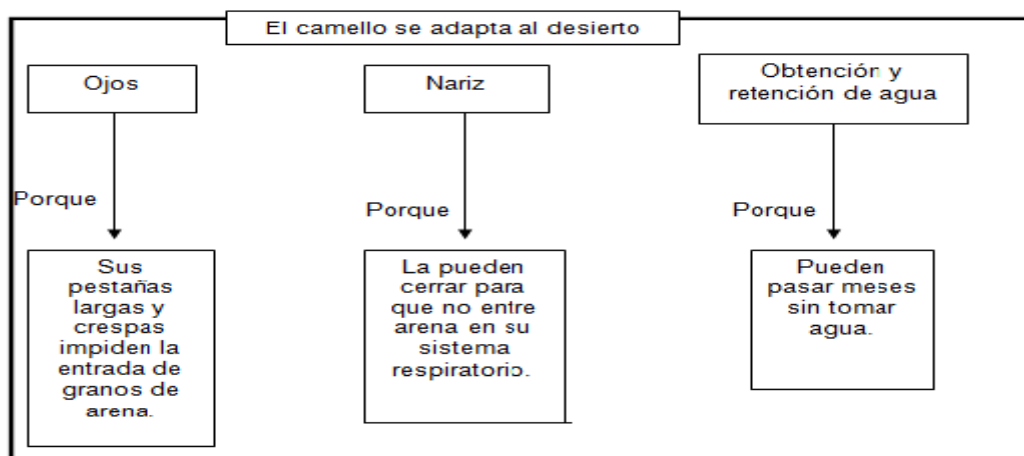 El camello se adapta al desierto
Ojos
Nariz
Obtención y
retención de agua
Porque
Porque
Porque
Sus
pestañas
largas y
crespas
impiden la
entrada de
granos de
arena.
La pueden
cerrar para
que no entre
arena en su
sistema
respiratorio.
Pueden
pasar meses
sin tomar
agua.